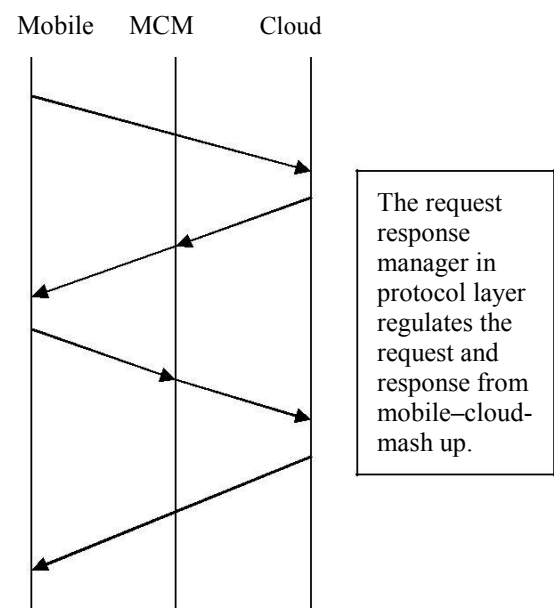 Mobile MCM Cloud
The request
response
manager in
protocol layer
regulates the
request and
response from
mobile–cloud-
mash up.